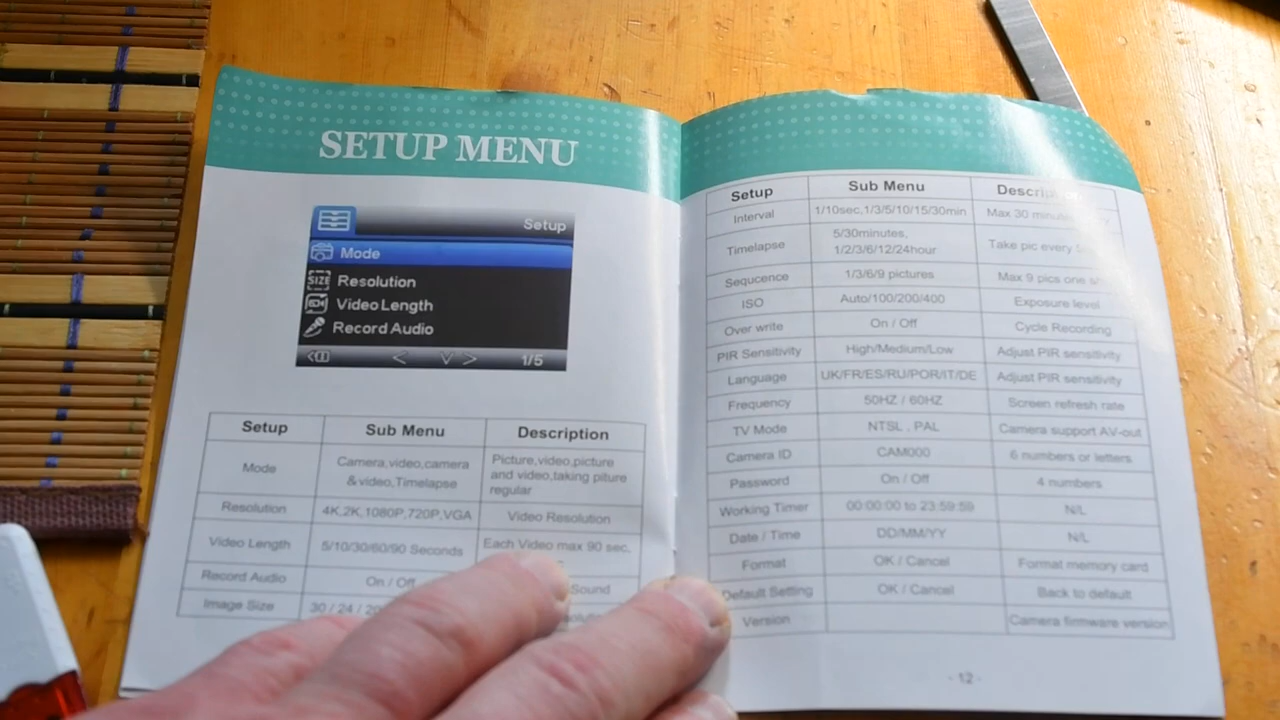 SETUP MENU
Setup
Mode
SIZE Resolution
Video Length
Record Audio
1/5
Setup Sub Menu Description
Mode Camera,video,camera & video,Timelapse Picture,video,picture and video,taking piture regular
Resolution 4K,2K,1080P,720P,VGA Video Resolution
Video Length 5/10/30/60/90 Seconds Each Video max 90 sec.
Record Audio On / Off Sound
Image Size 30 / 24 /
Setup Sub Menu
Interval 1/10sec,1/3/5/10/15/30min Max 30
Timelapse 5/30minutes, 1/2/3/6/12/24hour Take pic every
Sequcence 1/3/6/9 pictures Max 9 pics one
ISO Auto/100/200/400 Exposure level
Over write On / Off Cycle Recording
PIR Sensitivity High/Medium/Low Adjust PIR sensitivity
Language UK/FR/ES/RU/POR/IT/DE Adjust PIR sensitivity
Frequency 50HZ / 60HZ Screen refresh rate
TV Mode NTSL . PAL Camera support AV-out
Camera ID CAM000 6 numbers or letters
Password On / Off 4 numbers
Working Timer 00:00:00 to 23:59:59 N/L
Date / Time DD/MM/YY N/L
Format OK / Cancel Format memory card
Default Setting OK / Cancel Back to default
Version Camera firmware version
- 12 -